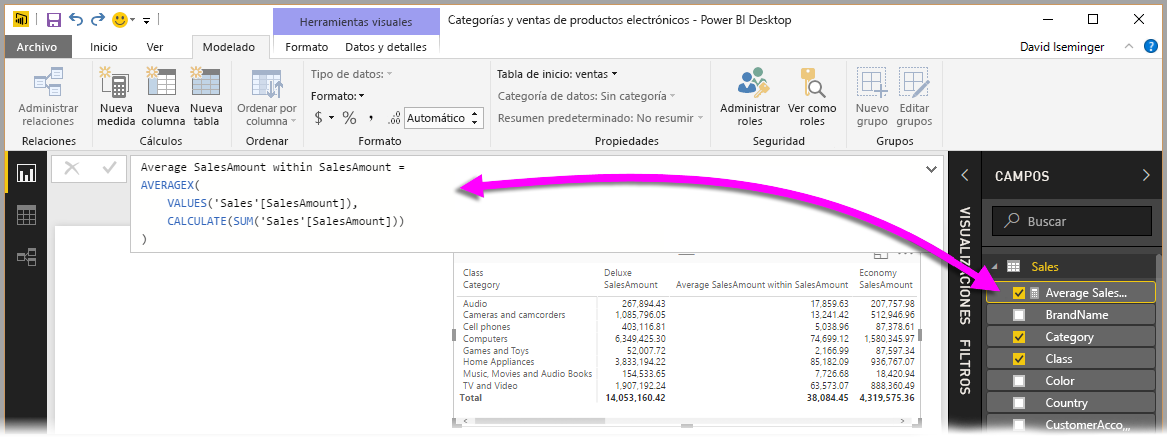 Herramientas visuales
Categorías y ventas de productos electrónicos - Power BI Desktop
Archivo Inicio Ver Modelado Formato Datos y detalles David Iseminger
Administrar relaciones
Relaciones
Nueva medida
Nueva columna
Nueva tabla
Cálculos
Ordenar por columna
Ordenar
Tipo de datos:
Formato:
$ % , .00 Automático
Formato
Tabla de inicio: ventas
Categoría de datos: Sin categoría
Resumen predeterminado: No resumir
Propiedades
Administrar roles
Ver como roles
Seguridad
Nuevo grupo
Editar grupos
Grupos
Average SalesAmount within SalesAmount =
AVERAGEX(
VALUES('Sales'[SalesAmount]),
CALCULATE(SUM('Sales'[SalesAmount]))
)
Class Deluxe Economy
Category SalesAmount Average SalesAmount within SalesAmount SalesAmount
Audio 267,894.43 17,859.63 207,757.98
Cameras and camcorders 1,085,796.05 13,241.42 512,946.96
Cell phones 403,116.81 5,038.96 87,378.61
Computers 6,349,425.30 74,699.12 1,580,345.97
Games and Toys 52,007.72 2,166.99 87,597.34
Home Appliances 3,833,194.22 85,182.09 936,767.07
Music, Movies and Audio Books 154,533.65 7,726.68 18,420.94
TV and Video 1,907,192.24 63,573.07 888,360.49
Total 14,053,160.42 38,084.45 4,319,575.36
VISUALIZACIONES
FILTROS
CAMPOS
Buscar
Sales
Average Sales...
BrandName
Category
Class
Color
Country
CustomerAcco...